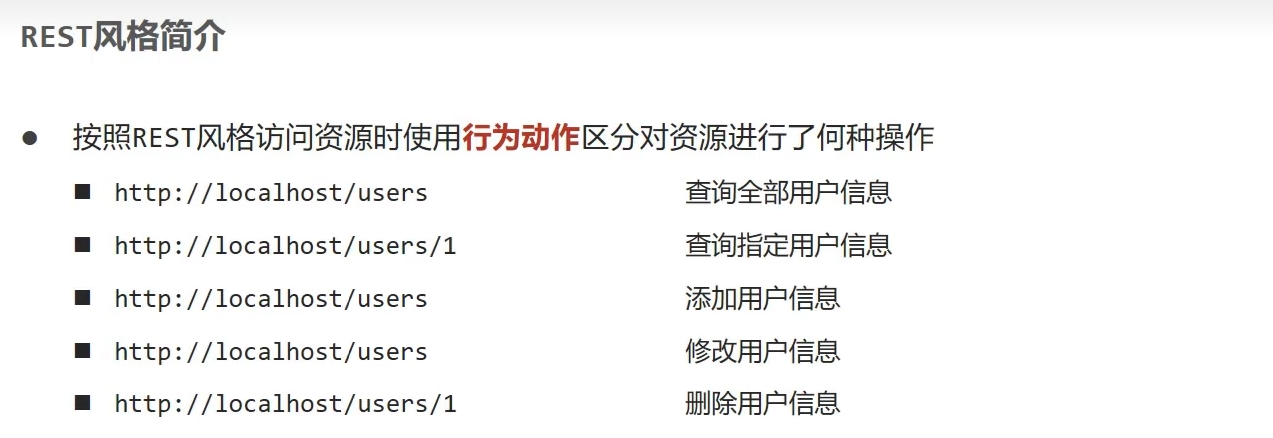 REST风格简介
● 按照REST风格访问资源时使用行为动作区分对资源进行了何种操作
■ http://localhost/users 查询全部用户信息
■ http://localhost/users/1 查询指定用户信息
■ http://localhost/users 添加用户信息
■ http://localhost/users 修改用户信息
■ http://localhost/users/1 删除用户信息